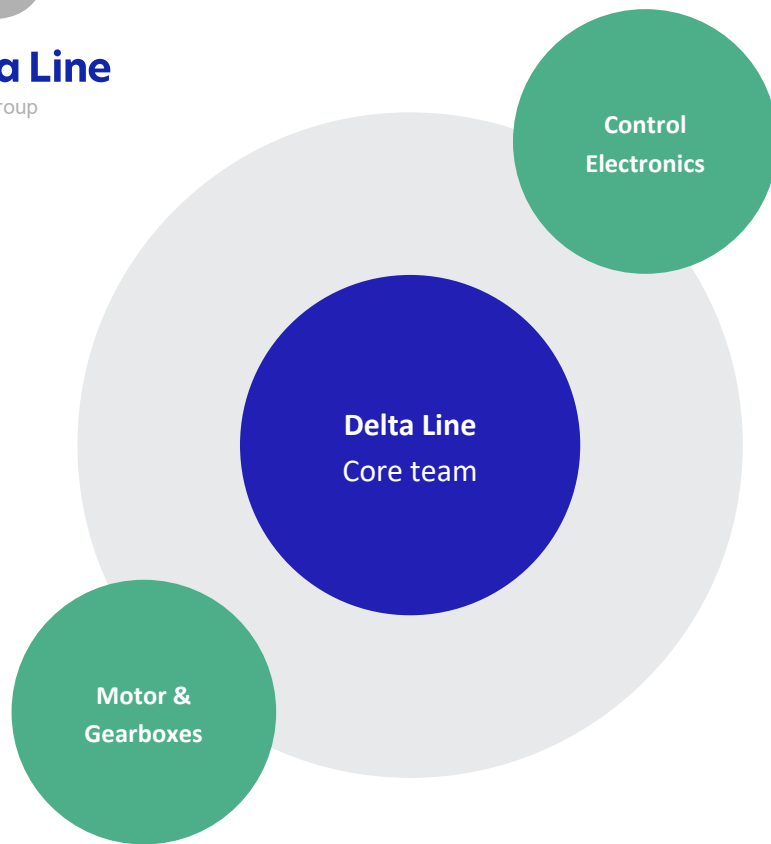 a Line
roup
Control
Electronics
Delta Line
Core team
Motor &
Gearboxes